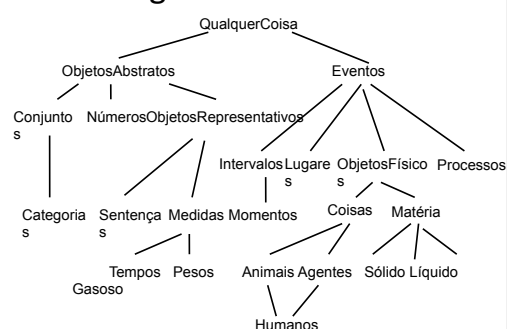 QualquerCoisa
ObjetosAbstratos Eventos
Conjunto
s
NúmerosObjetosRepresentativos
Intervalos Lugare
s
ObjetosFísico
s
Processos
Categoria
s
Sentença
s
Medidas Momentos
Coisas Matéria
Tempos Pesos Animais Agentes Sólido Líquido
Gasoso
Humanos